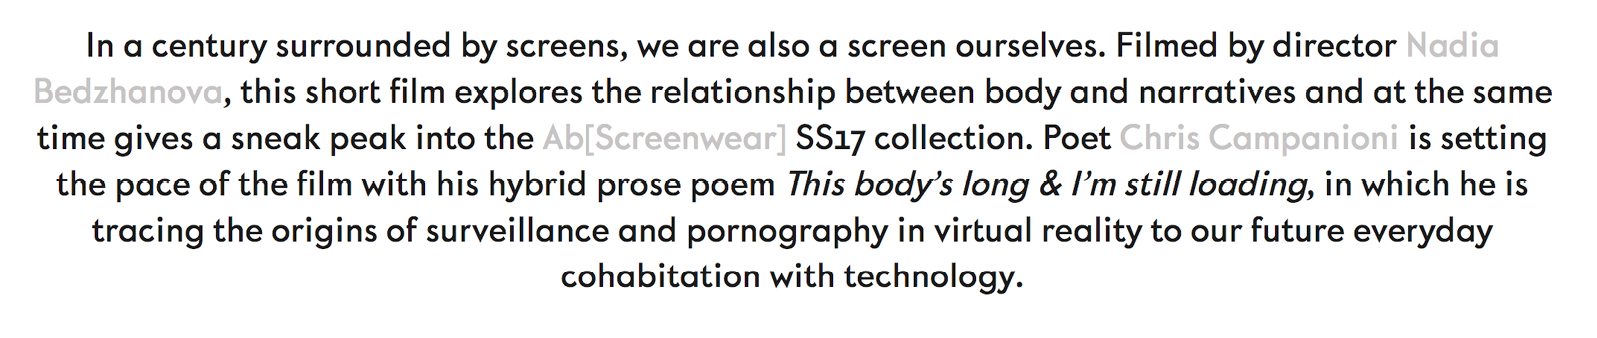 In a century surrounded by screens, we are also a screen ourselves. Filmed by director Nadia
Bedzhanova, this short film explores the relationship between body and narratives and at the same
time gives a sneak peak into the Ab[Screenwear] SS17 collection. Poet Chris Campanioni is setting
the pace of the film with his hybrid prose poem This body’s long & I’m still loading, in which he is
tracing the origins of surveillance and pornography in virtual reality to our future everyday
cohabitation with technology.